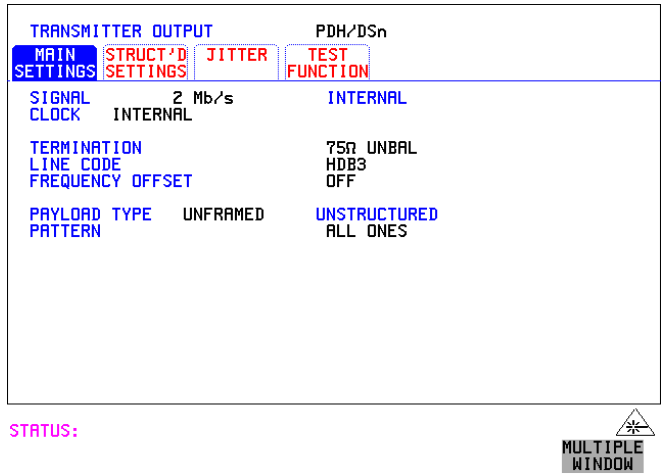 TRANSMITTER OUTPUT PDH/DSn
MAIN SETTINGS STRUCT'D SETTINGS JITTER TEST FUNCTION
SIGNAL 2 Mb/s INTERNAL
CLOCK INTERNAL
TERMINATION 75Ω UNBAL
LINE CODE HDB3
FREQUENCY OFFSET OFF
PAYLOAD TYPE UNFRAMED UNSTRUCTURED
PATTERN ALL ONES
STATUS:
MULTIPLE
WINDOW